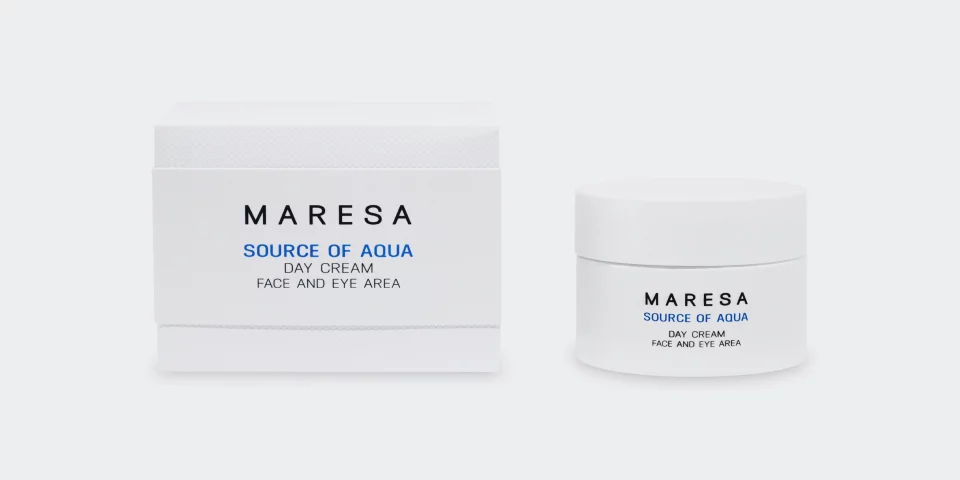 MARESA
SOURCE OF AQUA
DAY CREAM
FACE AND EYE AREA
MARESA
SOURCE OF AQUA
DAY CREAM
FACE AND EYE AREA